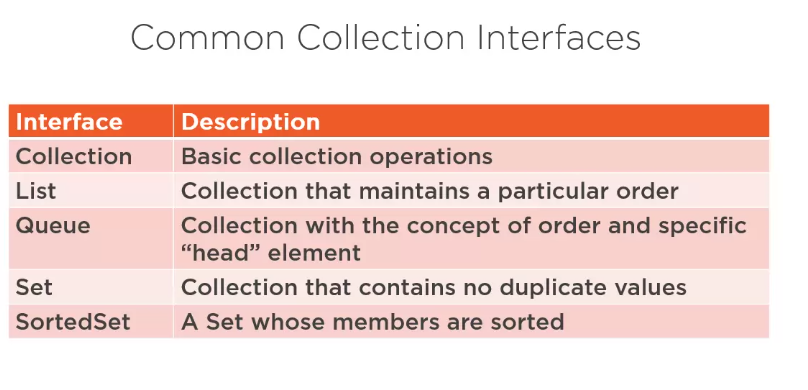 Common Collection Interfaces
Interface Description
Collection Basic collection operations
List Collection that maintains a particular order
Queue Collection with the concept of order and specific
“head” element
Set Collection that contains no duplicate values
SortedSet A Set whose members are sorted